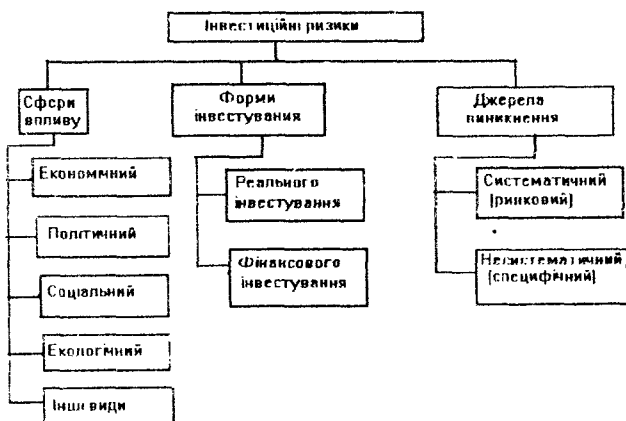 Інвестиційні ризики
Сфери
впливу
Економічний
Політичний
Соціальний
Екологічний
Інші види
Форми
інвестування
Реального
інвестування
Фінансового
інвестування
Джерела
виникнення
Систематичний
(ринковий)
Несистематичний
(специфічний)